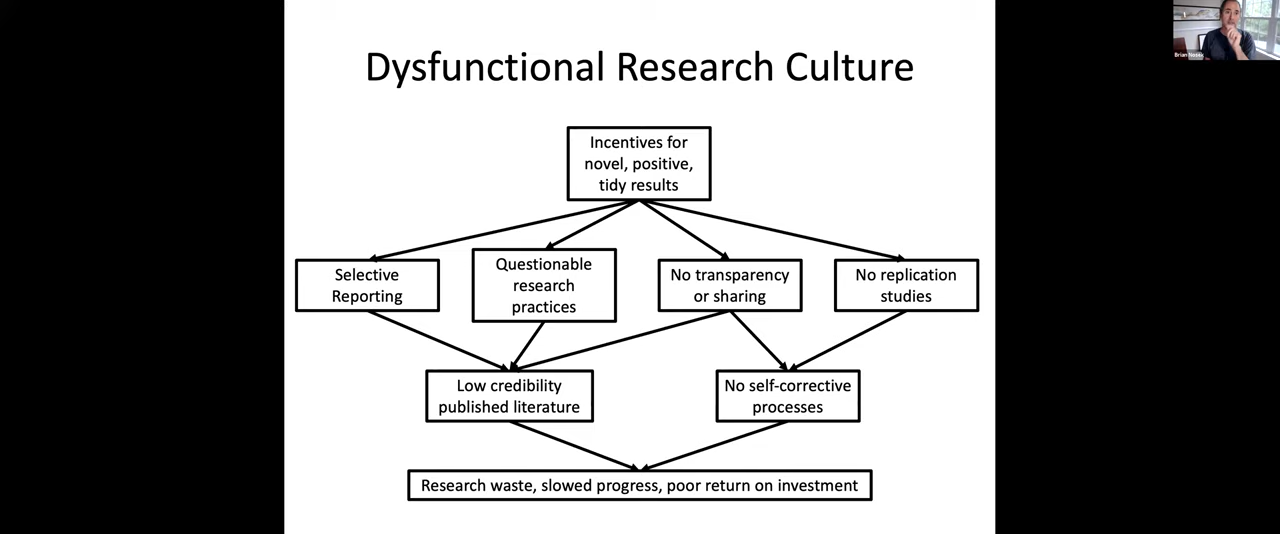 Dysfunctional Research Culture
Incentives for
novel, positive,
tidy results
Selective
Reporting
Questionable
research
practices
No transparency
or sharing
No replication
studies
Low credibility
published literature
No self-corrective
processes
Research waste, slowed progress, poor return on investment
Brian